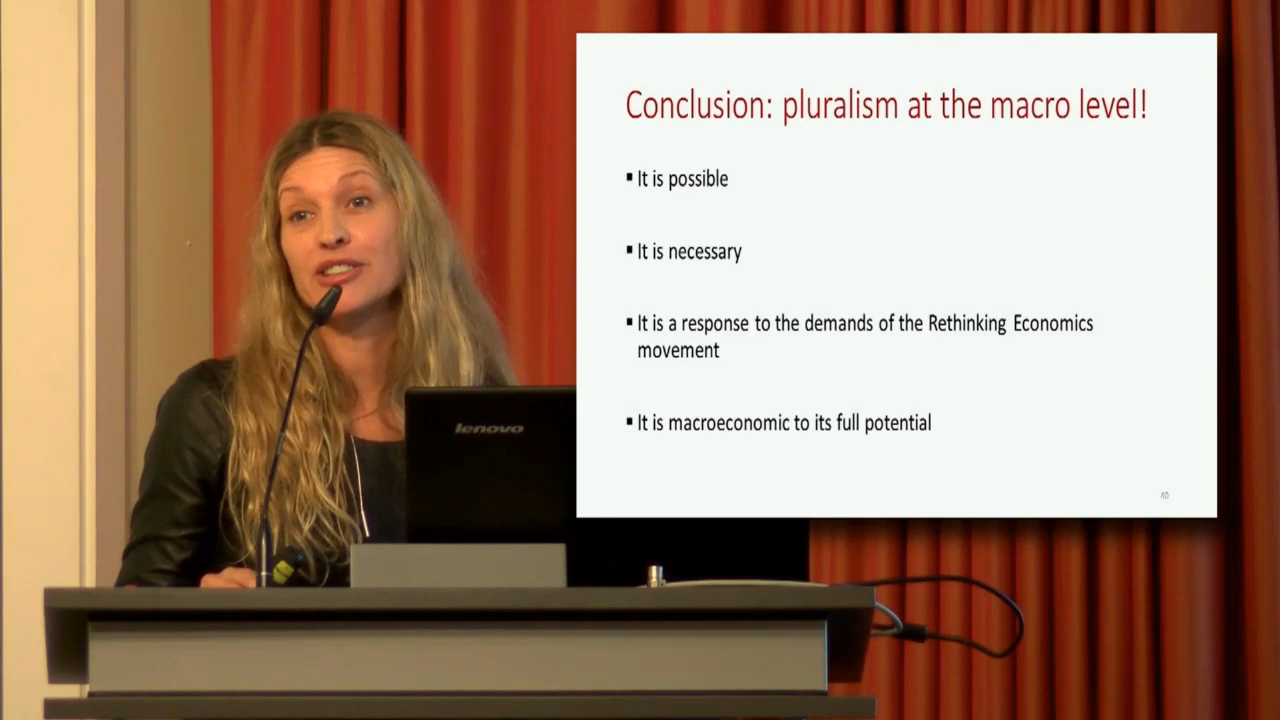 Conclusion: pluralism at the macro level!
▪ It is possible
▪ It is necessary
▪ It is a response to the demands of the Rethinking Economics
movement
▪ It is macroeconomic to its full potential
40
lenovo